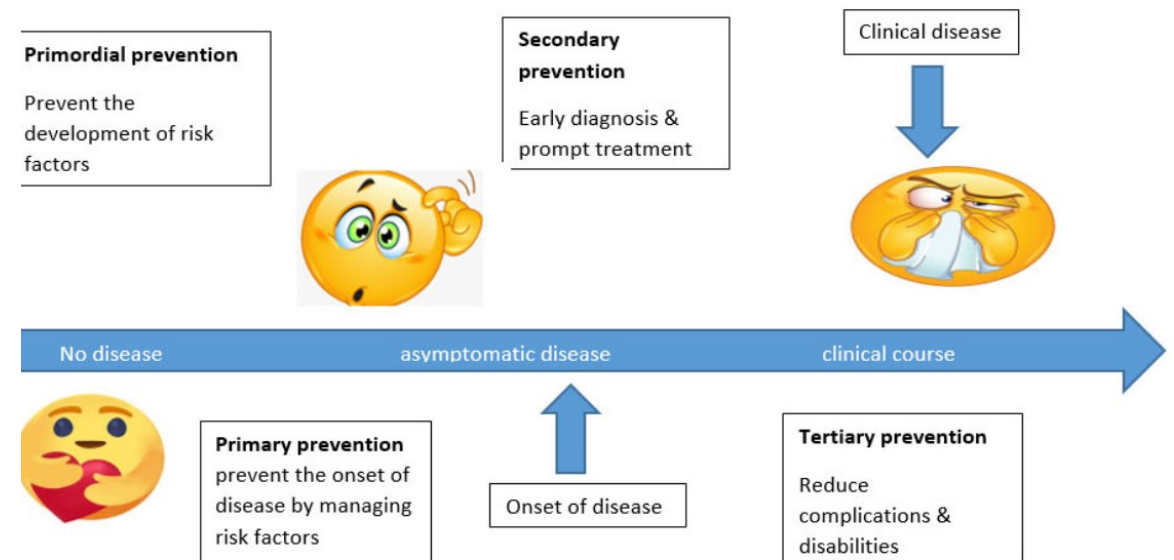 Primordial prevention
Prevent the
development of risk
factors
Secondary
prevention
Early diagnosis &
prompt treatment
Clinical disease
No disease
asymptomatic disease
clinical course
Primary prevention
prevent the onset of
disease by managing
risk factors
Onset of disease
Tertiary prevention
Reduce
complications &
disabilities